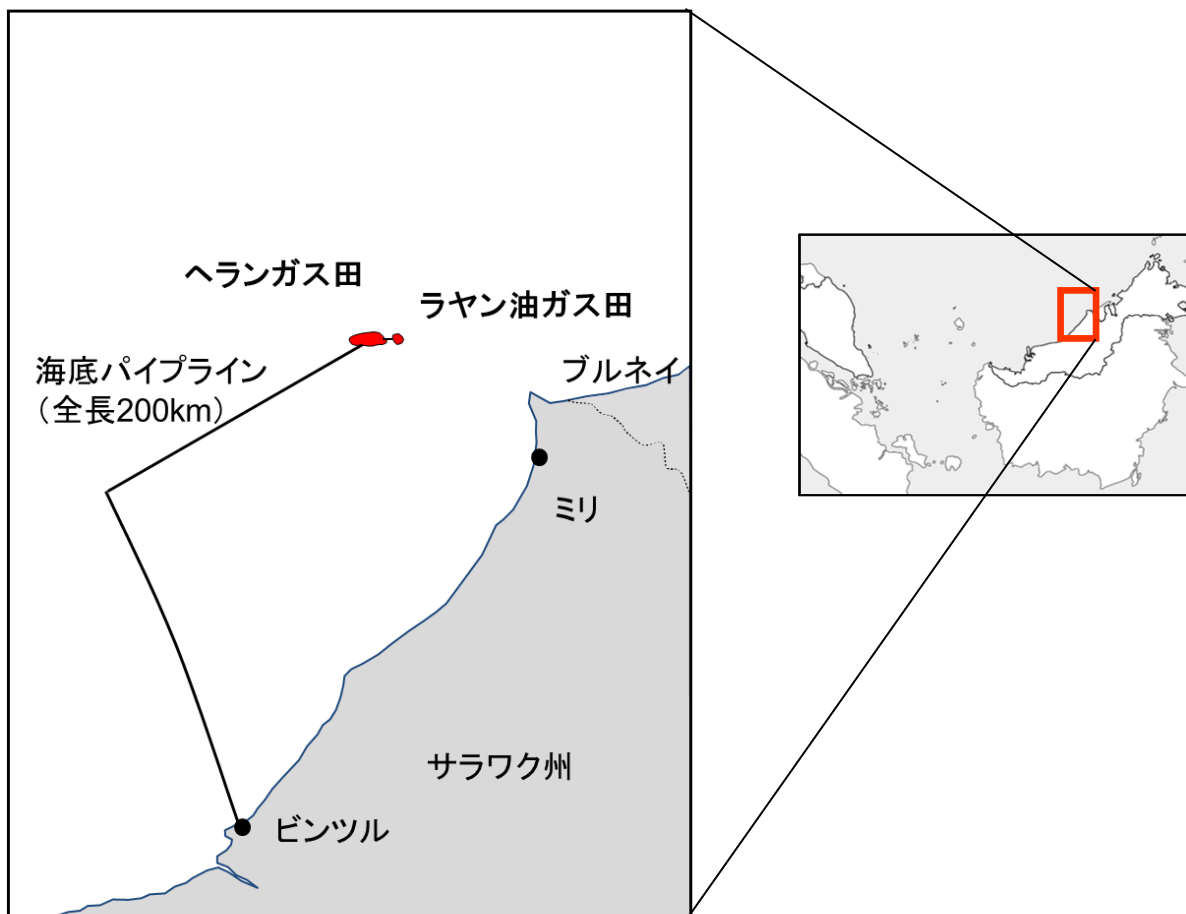 ヘランガス田
ラヤン油ガス田
海底パイプライン
（全長200km）
ブルネイ
ミリ
サラワク州
ビンツル